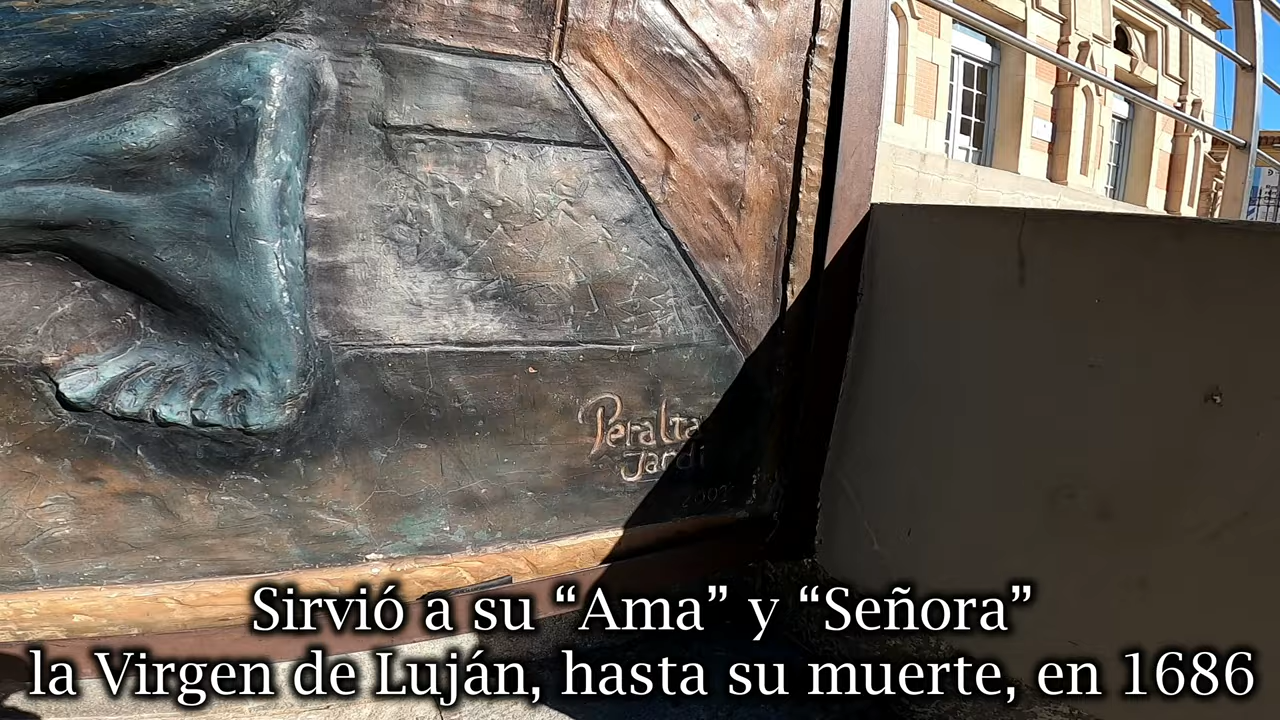 Peralta
Jardi
Sirvió a su “Ama” y “Señora”
la Virgen de Luján, hasta su muerte, en 1686